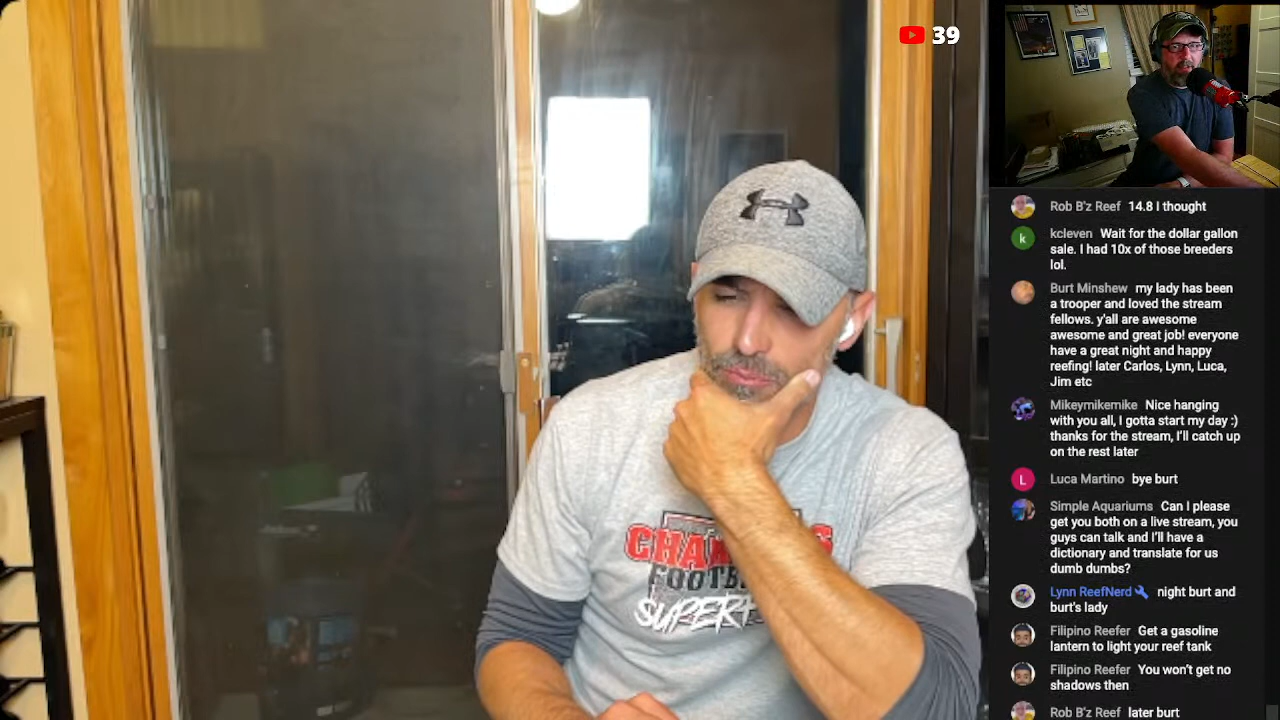 39
CHAM
FOOTB
SUPER
Rob B'z Reef 14.8 I thought
k
kcleven Wait for the dollar gallon
sale. I had 10x of those breeders
lol.
Burt Minshew my lady has been
a trooper and loved the stream
fellows. y'all are awesome
awesome and great job! everyone
have a great night and happy
reefing! later Carlos, Lynn, Luca,
Jim etc
Mikeymikemike Nice hanging
with you all, I gotta start my day :)
thanks for the stream, I'll catch up
on the rest later
L
Luca Martino bye burt
Simple Aquariums Can I please
get you both on a live stream, you
guys can talk and I'll have a
dictionary and translate for us
dumb dumbs?
Lynn ReefNerd night burt and
burt's lady
Filipino Reefer Get a gasoline
lantern to light your reef tank
Filipino Reefer You won't get no
shadows then
Rob B'z Reef later burt